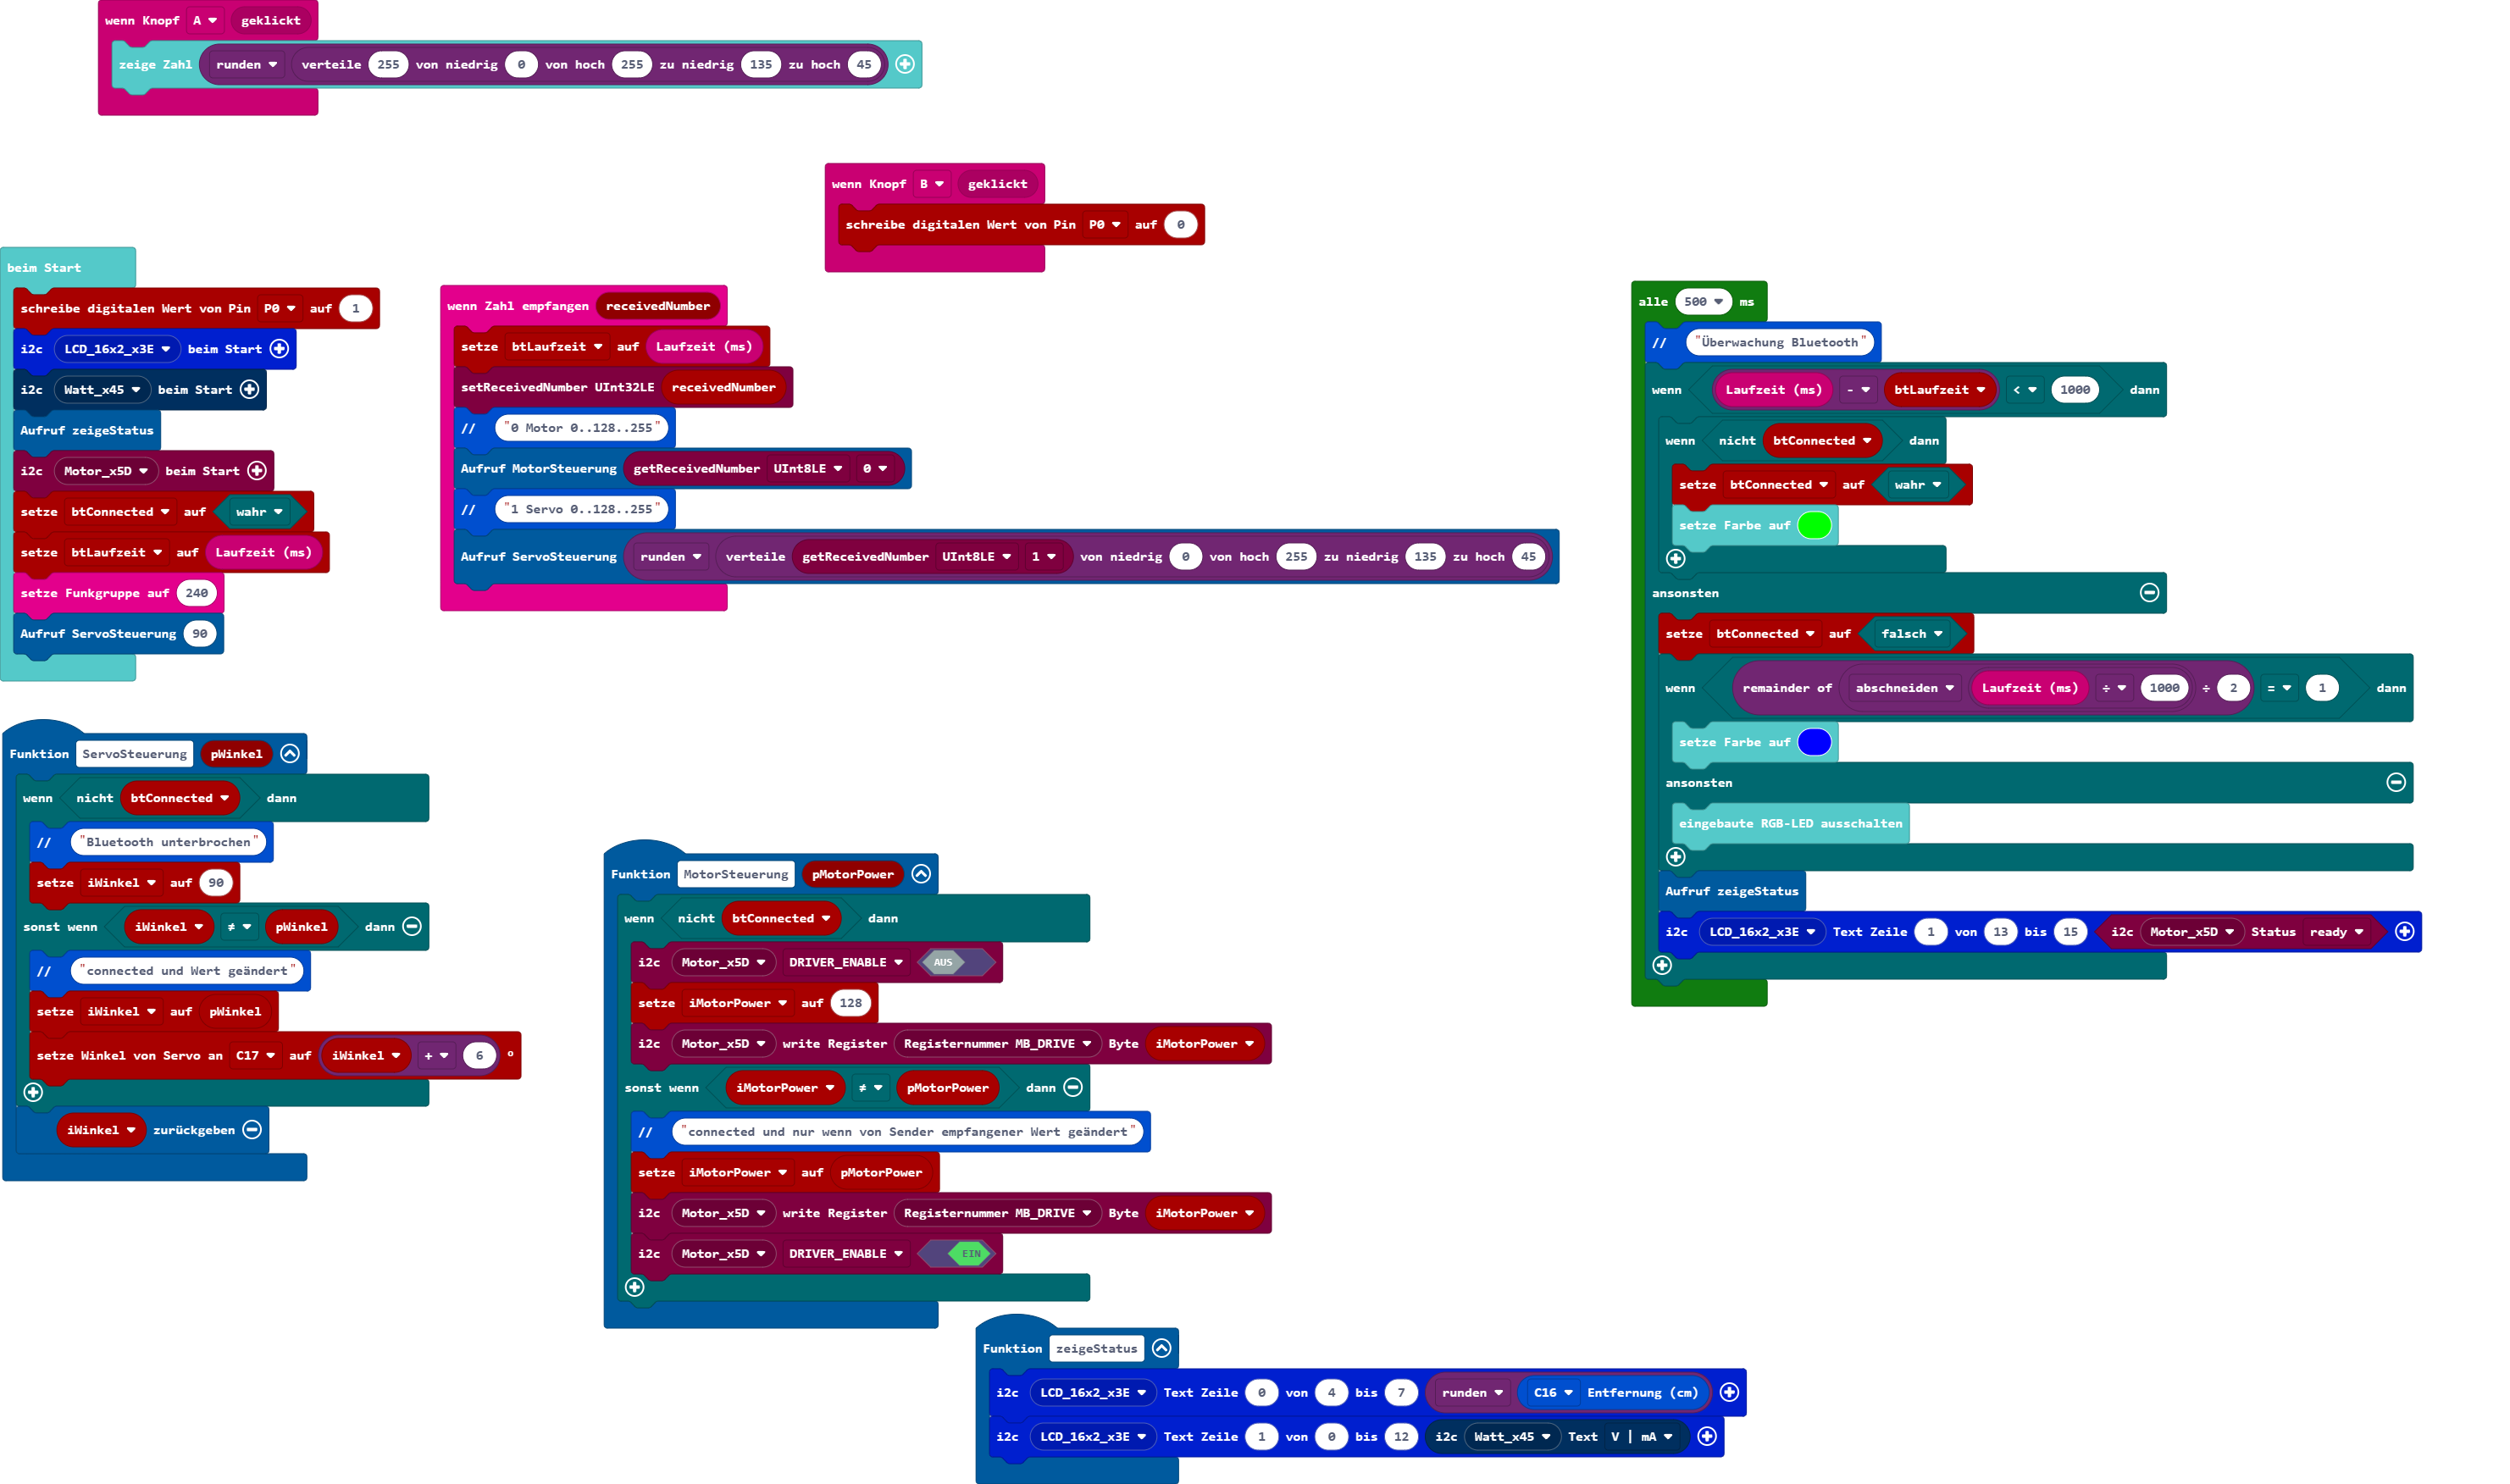 wenn Knopf A geklickt
zeige Zahl runden verteile 255 von niedrig 0 von hoch 255 zu niedrig 135 zu hoch 45
wenn Knopf B geklickt
schreibe digitalen Wert von Pin P0 auf 0
beim Start
schreibe digitalen Wert von Pin P0 auf 1
i2c LCD_16x2_x3E beim Start
i2c Watt_x45 beim Start
Aufruf zeigeStatus
i2c Motor_x5D beim Start
setze btConnected auf wahr
setze btLaufzeit auf Laufzeit (ms)
setze Funkgruppe auf 240
Aufruf ServoSteuerung 90
wenn Zahl empfangen receivedNumber
setze btLaufzeit auf Laufzeit (ms)
setReceivedNumber UInt32LE receivedNumber
// "0 Motor 0..128..255"
Aufruf MotorSteuerung getReceivedNumber UInt8LE 0
// "1 Servo 0..128..255"
Aufruf ServoSteuerung runden verteile getReceivedNumber UInt8LE 1 von niedrig 0 von hoch 255 zu niedrig 135 zu hoch 45
alle 500 ms
// "Überwachung Bluetooth"
wenn Laufzeit (ms) - btLaufzeit < 1000 dann
wenn nicht btConnected dann
setze btConnected auf wahr
setze Farbe auf
ansonsten
setze btConnected auf falsch
wenn remainder of abschneiden Laufzeit (ms) ÷ 1000 ÷ 2 = 1 dann
setze Farbe auf
ansonsten
eingebaute RGB-LED ausschalten
Aufruf zeigeStatus
i2c LCD_16x2_x3E Text Zeile 1 von 13 bis 15 i2c Motor_x5D Status ready
Funktion ServoSteuerung pWinkel
wenn nicht btConnected dann
// "Bluetooth unterbrochen"
setze iWinkel auf 90
sonst wenn iWinkel ≠ pWinkel dann
// "connected und Wert geändert"
setze iWinkel auf pWinkel
setze Winkel von Servo an C17 auf iWinkel + 6 °
iWinkel zurückgeben
Funktion MotorSteuerung pMotorPower
wenn nicht btConnected dann
i2c Motor_x5D DRIVER_ENABLE AUS
setze iMotorPower auf 128
i2c Motor_x5D write Register Registernummer MB_DRIVE Byte iMotorPower
sonst wenn iMotorPower ≠ pMotorPower dann
// "connected und nur wenn von Sender empfangener Wert geändert"
setze iMotorPower auf pMotorPower
i2c Motor_x5D write Register Registernummer MB_DRIVE Byte iMotorPower
i2c Motor_x5D DRIVER_ENABLE EIN
Funktion zeigeStatus
i2c LCD_16x2_x3E Text Zeile 0 von 4 bis 7 runden C16 Entfernung (cm)
i2c LCD_16x2_x3E Text Zeile 1 von 0 bis 12 i2c Watt_x45 Text V | mA